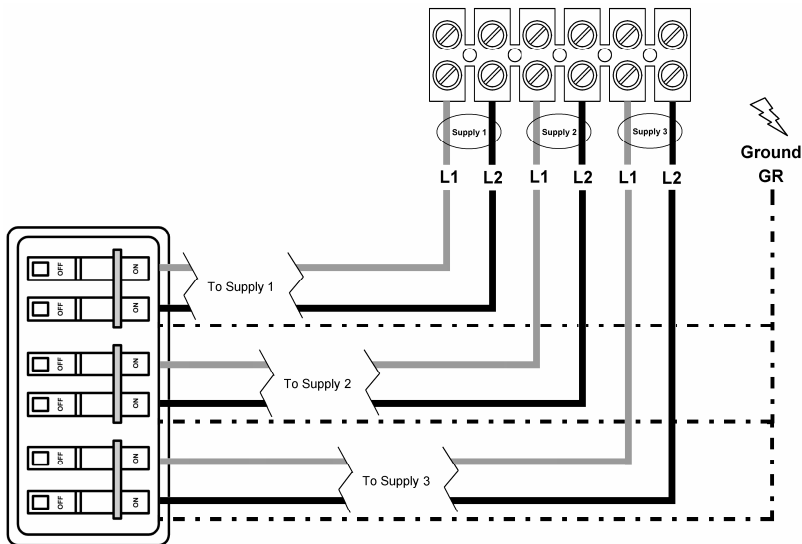 Supply 1 Supply 2 Supply 3
Ground
GR
L1 L2 L1 L2 L1 L2
OFF ON
To Supply 1
OFF ON
OFF ON
To Supply 2
OFF ON
OFF ON
To Supply 3
OFF ON